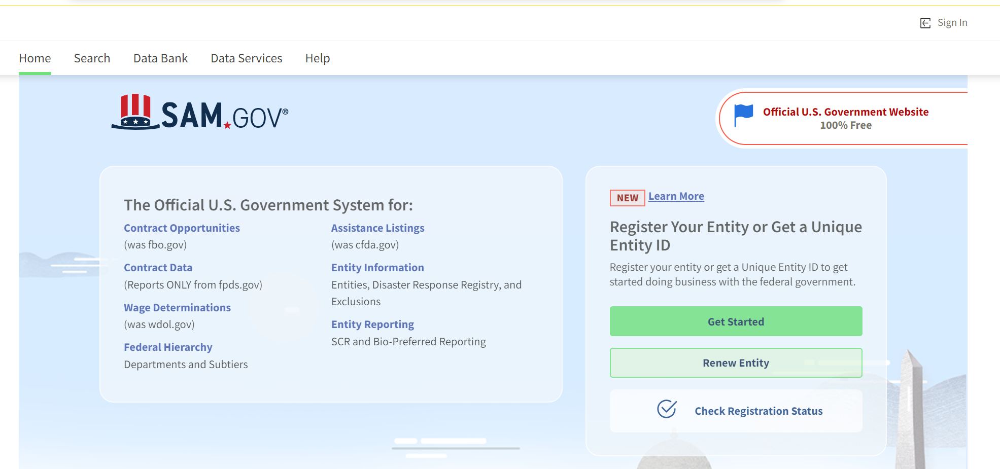 Sign In
Home Search Data Bank Data Services Help
SAM.GOV®
Official U.S. Government Website
100% Free
The Official U.S. Government System for:
Contract Opportunities
(was fbo.gov)
Contract Data
(Reports ONLY from fpds.gov)
Wage Determinations
(was wdol.gov)
Federal Hierarchy
Departments and Subtiers
Assistance Listings
(was cfda.gov)
Entity Information
Entities, Disaster Response Registry, and
Exclusions
Entity Reporting
SCR and Bio-Preferred Reporting
NEW Learn More
Register Your Entity or Get a Unique
Entity ID
Register your entity or get a Unique Entity ID to get
started doing business with the federal government.
Get Started
Renew Entity
Check Registration Status